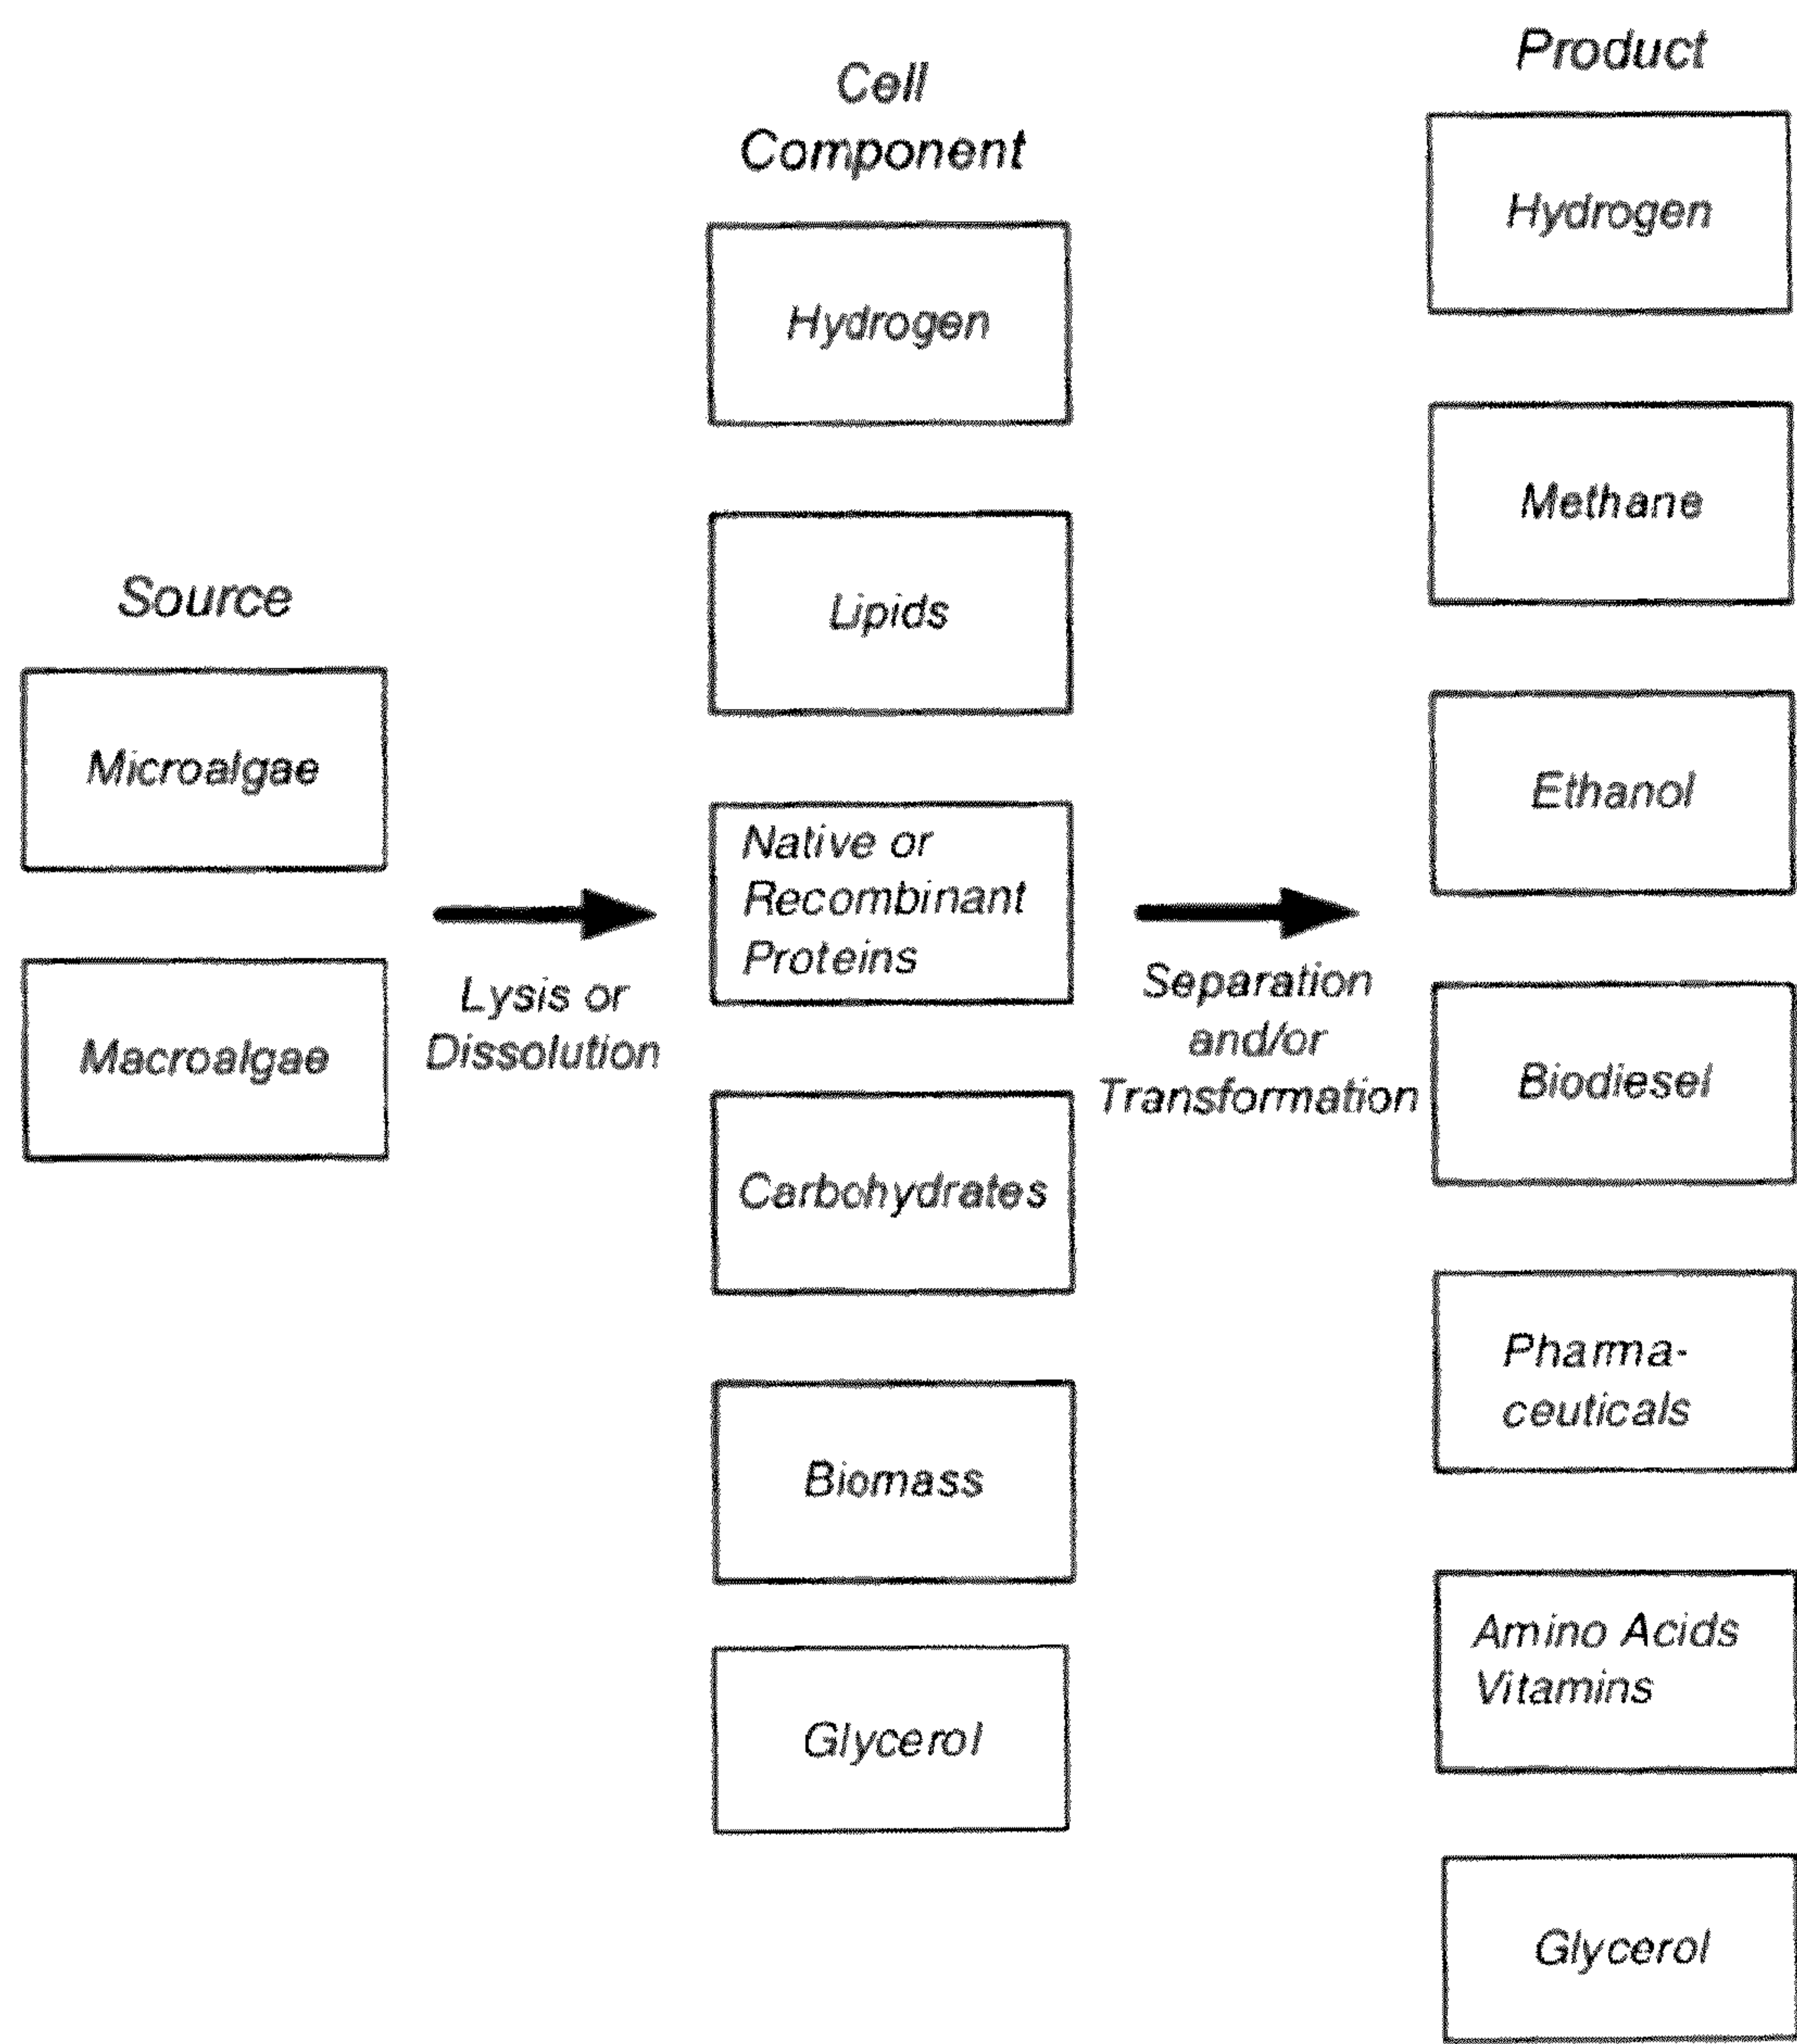 Source
Microalgae
Macroalgae
Lysis or
Dissolution
Cell
Component
Hydrogen
Lipids
Native or
Recombinant
Proteins
Carbohydrates
Biomass
Glycerol
Separation
and/or
Transformation
Product
Hydrogen
Methane
Ethanol
Biodiesel
Pharma-
ceuticals
Amino Acids
Vitamins
Glycerol